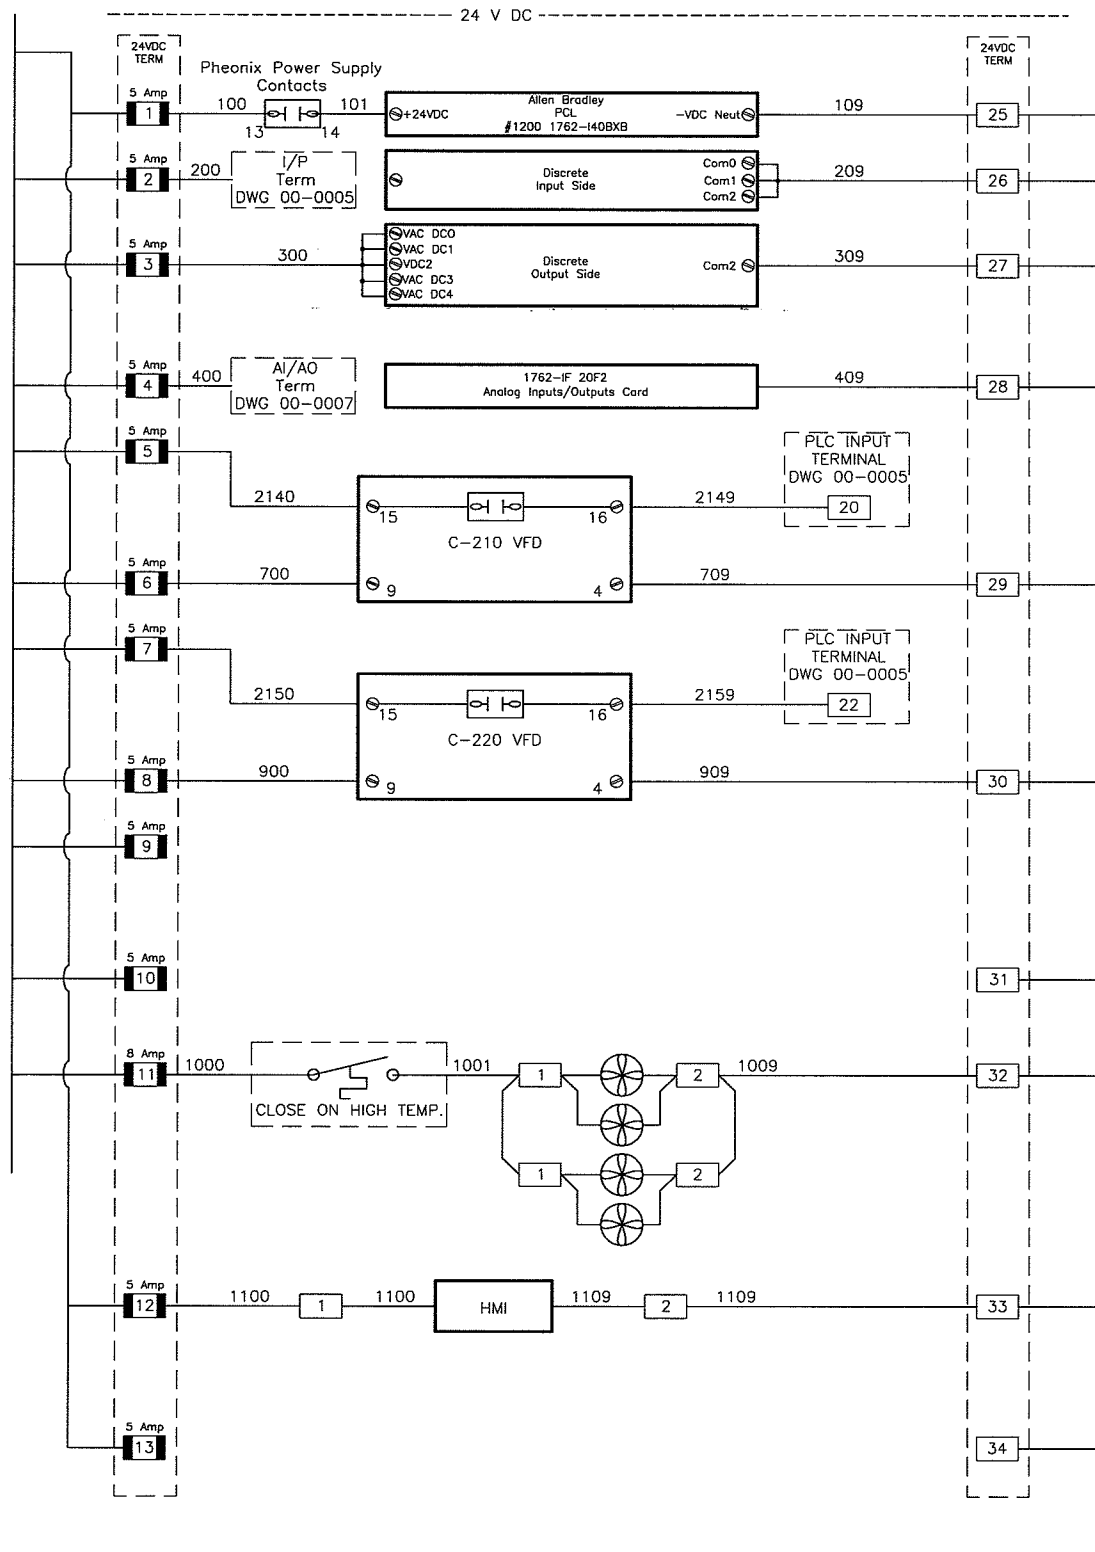 24 V DC
24VDC
TERM
24VDC
TERM
Pheonix Power Supply
Contacts
5 Amp
1
100
13
14
101
Allen Bradley
+24VDC
PCL
-VDC Neut
#1200 1762-I40BXB
109
25
5 Amp
2
200
I/P
Term
DWG 00-0005
Discrete
Input Side
Com0
Com1
Com2
209
26
5 Amp
3
300
VAC DC0
VAC DC1
VDC2
VAC DC3
VAC DC4
Discrete
Output Side
Com2
309
27
5 Amp
4
400
AI/AO
Term
DWG 00-0007
1762-IF 20F2
Analog Inputs/Outputs Card
409
28
5 Amp
5
2140
15
16
C-210 VFD
2149
PLC INPUT
TERMINAL
DWG 00-0005
20
5 Amp
6
700
9
4
709
29
5 Amp
7
2150
15
16
C-220 VFD
2159
PLC INPUT
TERMINAL
DWG 00-0005
22
5 Amp
8
900
9
4
909
30
5 Amp
9
5 Amp
10
31
8 Amp
11
1000
CLOSE ON HIGH TEMP.
1001
1
2
1009
32
1
2
5 Amp
12
1100
1
1100
HMI
1109
2
1109
33
5 Amp
13
34